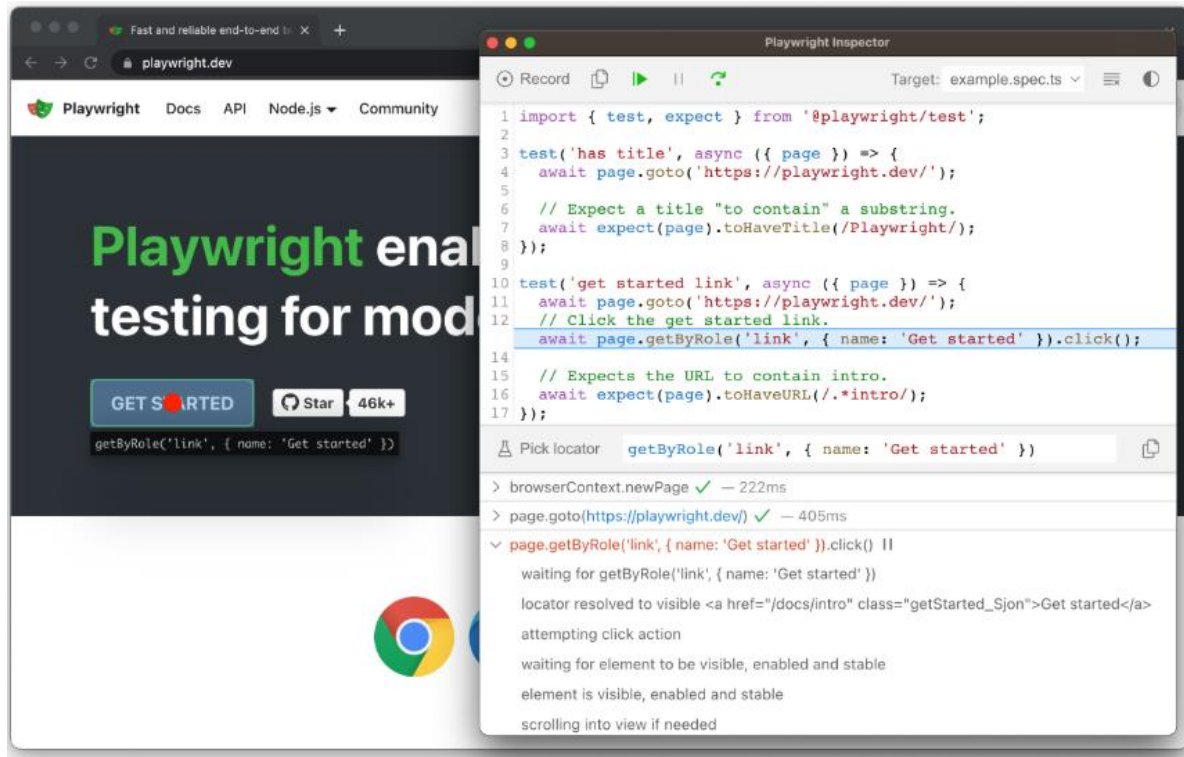 Fast and reliable end-to-end te
playwright.dev
Playwright Docs API Node.js Community
Playwright enal
testing for mod
GET STARTED
Star 46k+
getByRole('link', { name: 'Get started' })
Playwright Inspector
Record
Target: example.spec.ts
1 import { test, expect } from '@playwright/test';
2
3 test('has title', async ({ page }) => {
4 await page.goto('https://playwright.dev/');
5
6 // Expect a title "to contain" a substring.
7 await expect(page).toHaveTitle(/Playwright/);
8 });
9
10 test('get started link', async ({ page }) => {
11 await page.goto('https://playwright.dev/');
12 // Click the get started link.
await page.getByRole('link', { name: 'Get started' }).click();
14
15 // Expects the URL to contain intro.
16 await expect(page).toHaveURL(/.*intro/);
17 });
Pick locator getByRole('link', { name: 'Get started' })
browserContext.newPage ✓ — 222ms
page.goto(https://playwright.dev/) ✓ — 405ms
page.getByRole('link', { name: 'Get started' }).click()
waiting for getByRole('link', { name: 'Get started' })
locator resolved to visible <a href="/docs/intro" class="getStarted_Sjon">Get started</a>
attempting click action
waiting for element to be visible, enabled and stable
element is visible, enabled and stable
scrolling into view if needed